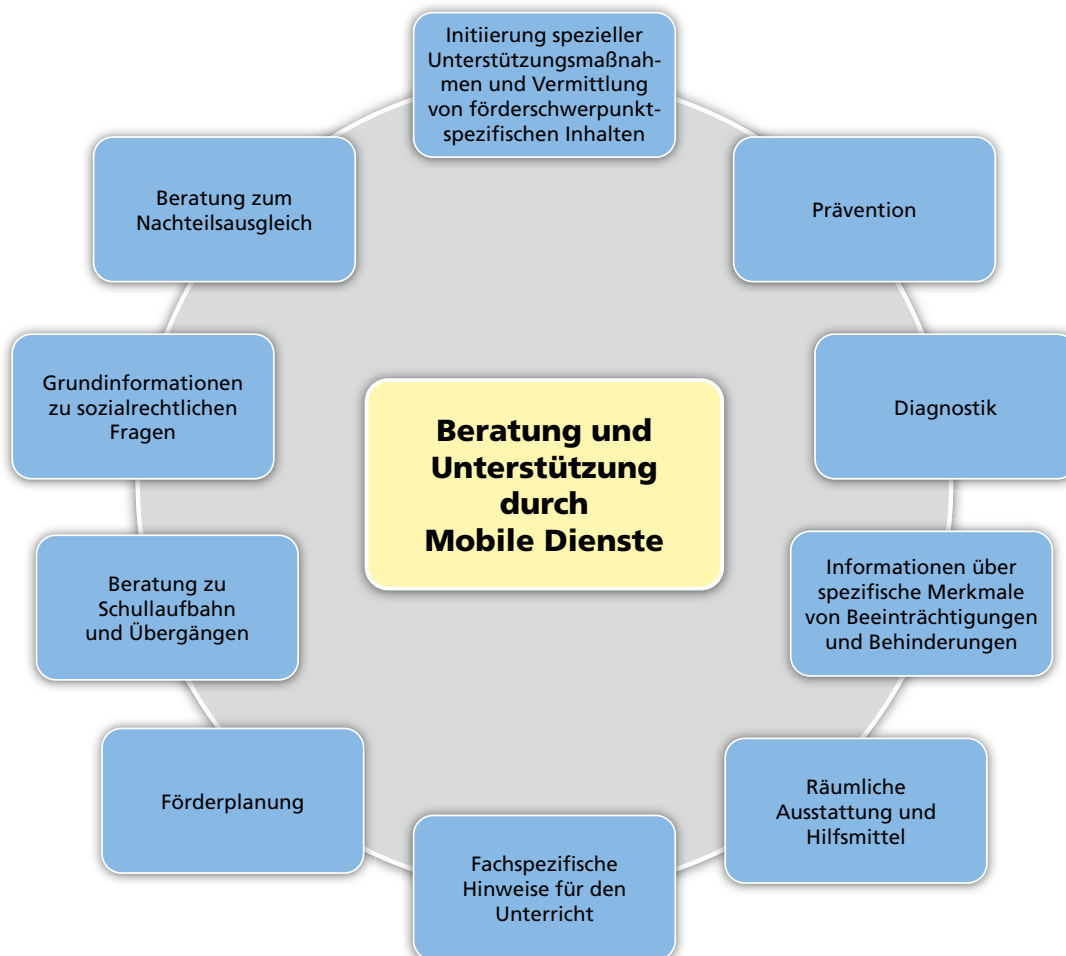 Initiierung spezieller
Unterstützungsmaßnah-
men und Vermittlung
von förderschwerpunkt-
spezifischen Inhalten
Prävention
Diagnostik
Informationen über
spezifische Merkmale
von Beeinträchtigungen
und Behinderungen
Räumliche
Ausstattung und
Hilfsmittel
Fachspezifische
Hinweise für den
Unterricht
Förderplanung
Beratung zu
Schullaufbahn
und Übergängen
Grundinformationen
zu sozialrechtlichen
Fragen
Beratung zum
Nachteilsausgleich
Beratung und
Unterstützung
durch
Mobile Dienste